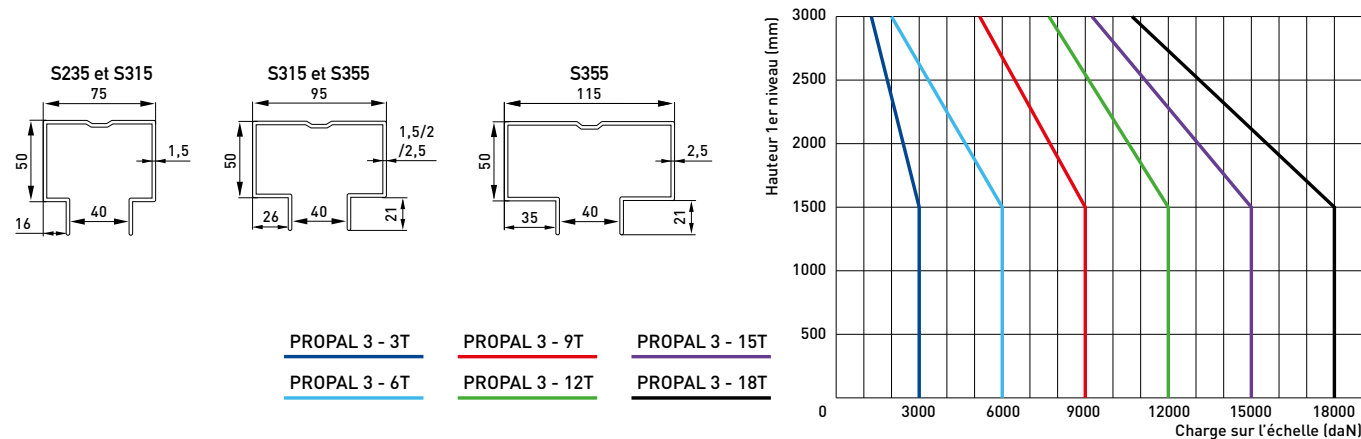 S235 et S315
75
50
1,5
40
16
S315 et S355
95
50
1,5/2
/2,5
26
40
21
S355
115
50
2,5
35
40
21
PROPAL 3 - 3T
PROPAL 3 - 9T
PROPAL 3 - 15T
PROPAL 3 - 6T
PROPAL 3 - 12T
PROPAL 3 - 18T
Hauteur 1er niveau (mm)
3000
2500
2000
1500
1000
500
0
3000
6000
9000
12000
15000
18000
Charge sur l'échelle (daN)